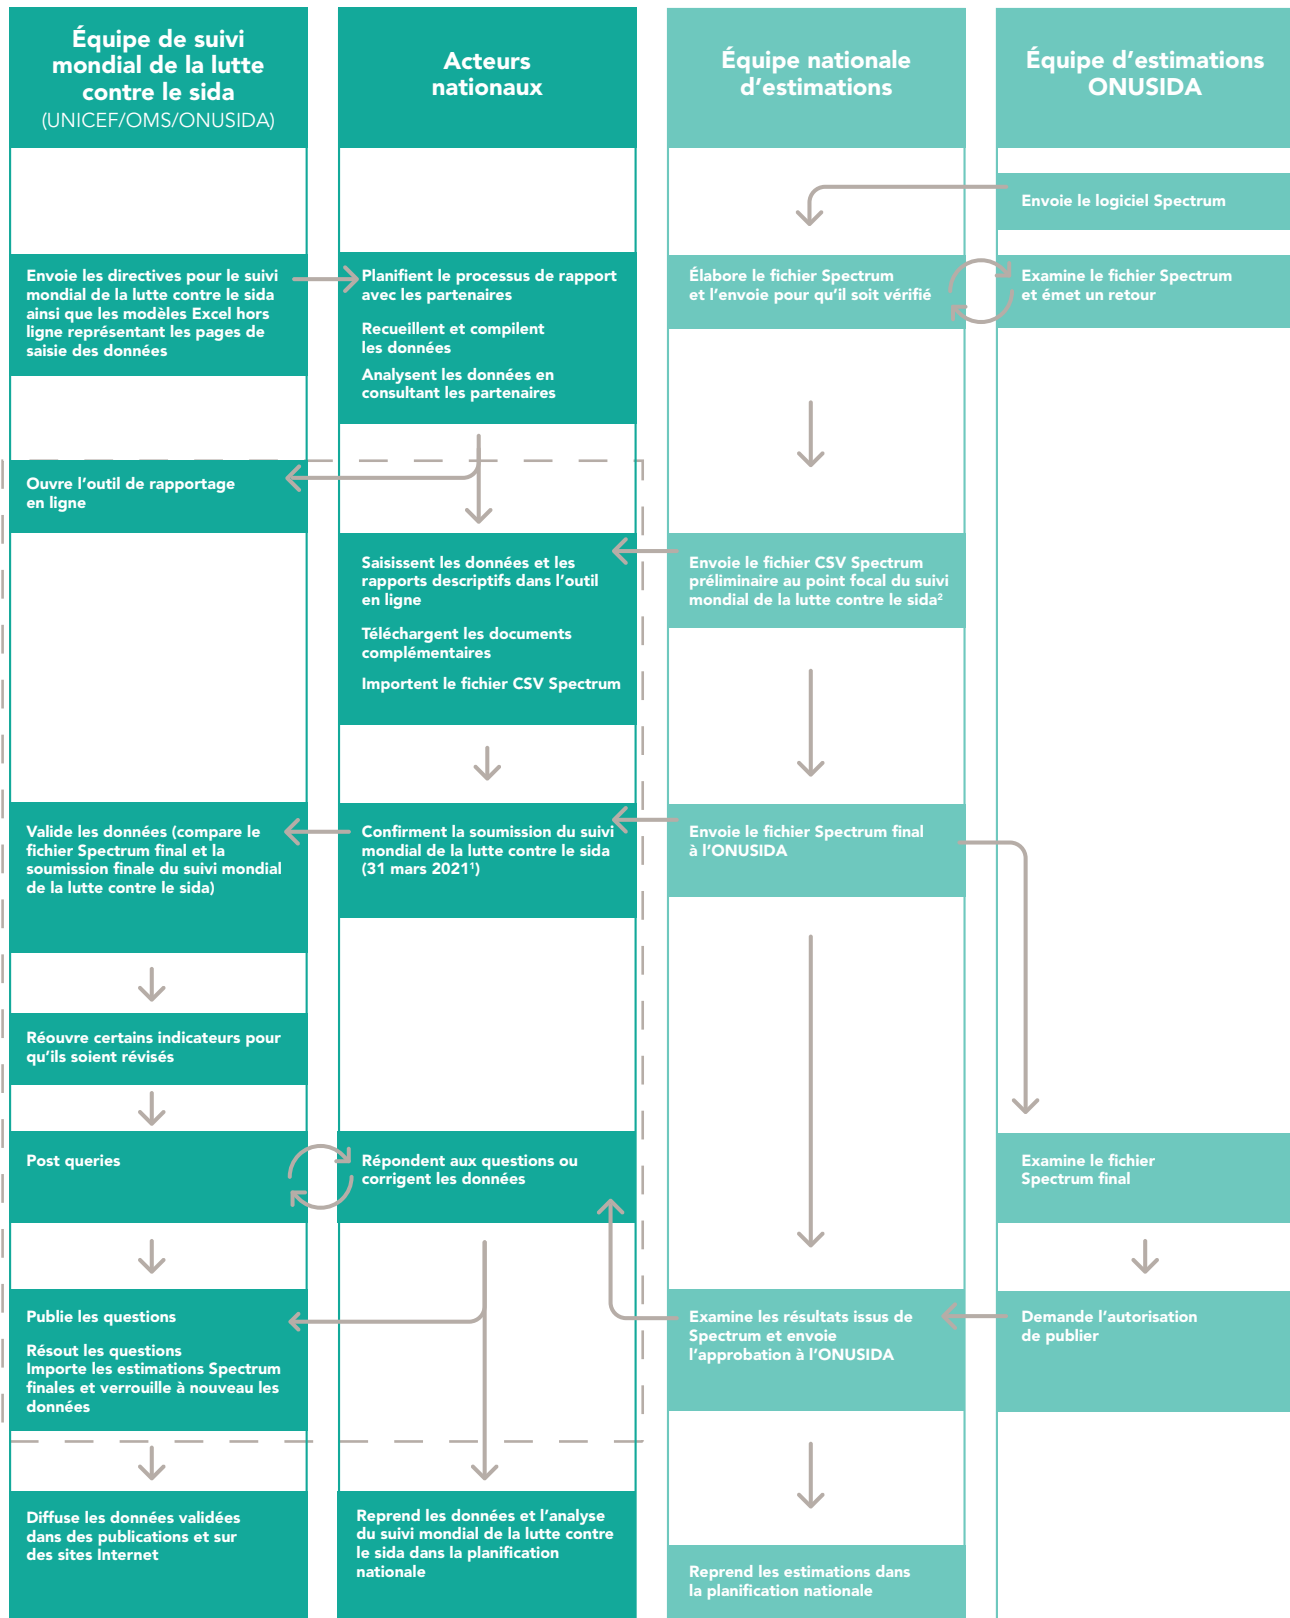 Équipe de suivi
mondial de la lutte
contre le sida
(UNICEF/OMS/ONUSIDA)
Acteurs
nationaux
Équipe nationale
d'estimations
Équipe d'estimations
ONUSIDA
Envoie le logiciel Spectrum
Envoie les directives pour le suivi
mondial de la lutte contre le sida
ainsi que les modèles Excel hors
ligne représentant les pages de
saisie des données
Planifient le processus de rapport
avec les partenaires
Recueillent et compilent
les données
Analysent les données en
consultant les partenaires
Élabore le fichier Spectrum
et l'envoie pour qu'il soit vérifié
Examine le fichier Spectrum
et émet un retour
Ouvre l'outil de rapportage
en ligne
Saisissent les données et les
rapports descriptifs dans l'outil
en ligne
Téléchargent les documents
complémentaires
Importent le fichier CSV Spectrum
Envoie le fichier CSV Spectrum
préliminaire au point focal du suivi
mondial de la lutte contre le sida²
Valide les données (compare le
fichier Spectrum final et la
soumission finale du suivi mondial
de la lutte contre le sida)
Confirment la soumission du suivi
mondial de la lutte contre le sida
(31 mars 2021¹)
Envoie le fichier Spectrum final
à l'ONUSIDA
Réouvre certains indicateurs pour
qu'ils soient révisés
Post queries
Répondent aux questions ou
corrigent les données
Examine le fichier
Spectrum final
Publie les questions
Résout les questions
Importe les estimations Spectrum
finales et verrouille à nouveau les
données
Examine les résultats issus de
Spectrum et envoie
l'approbation à l'ONUSIDA
Demande l'autorisation
de publier
Diffuse les données validées
dans des publications et sur
des sites Internet
Reprend les données et l'analyse
du suivi mondial de la lutte contre
le sida dans la planification
nationale
Reprend les estimations dans
la planification nationale